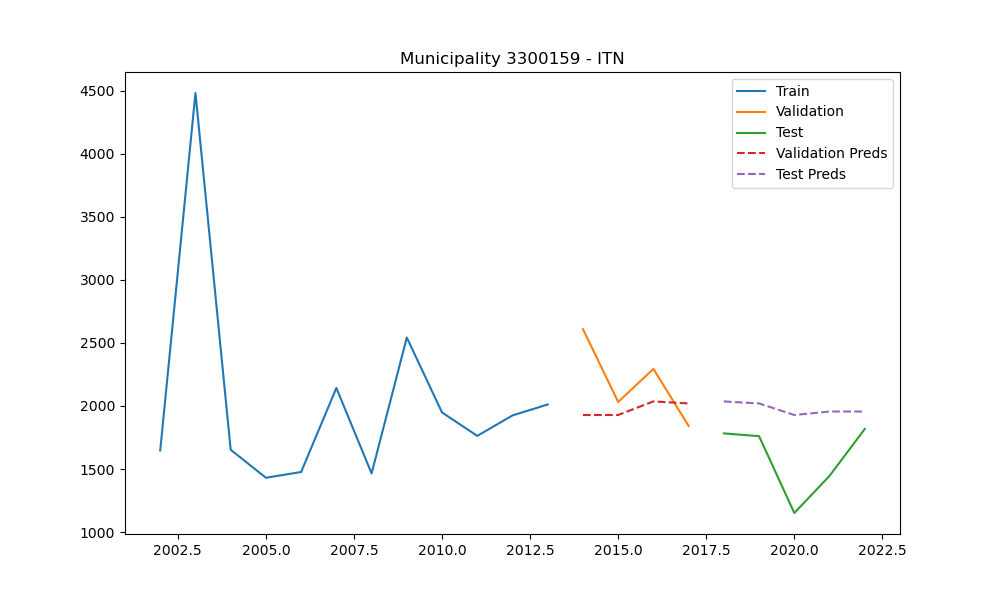 Municipality 3300159 - ITN
4500
4000
3500
3000
2500
2000
1500
1000
2002.5
2005.0
2007.5
2010.0
2012.5
2015.0
2017.5
2020.0
2022.5
Train
Validation
Test
Validation Preds
Test Preds